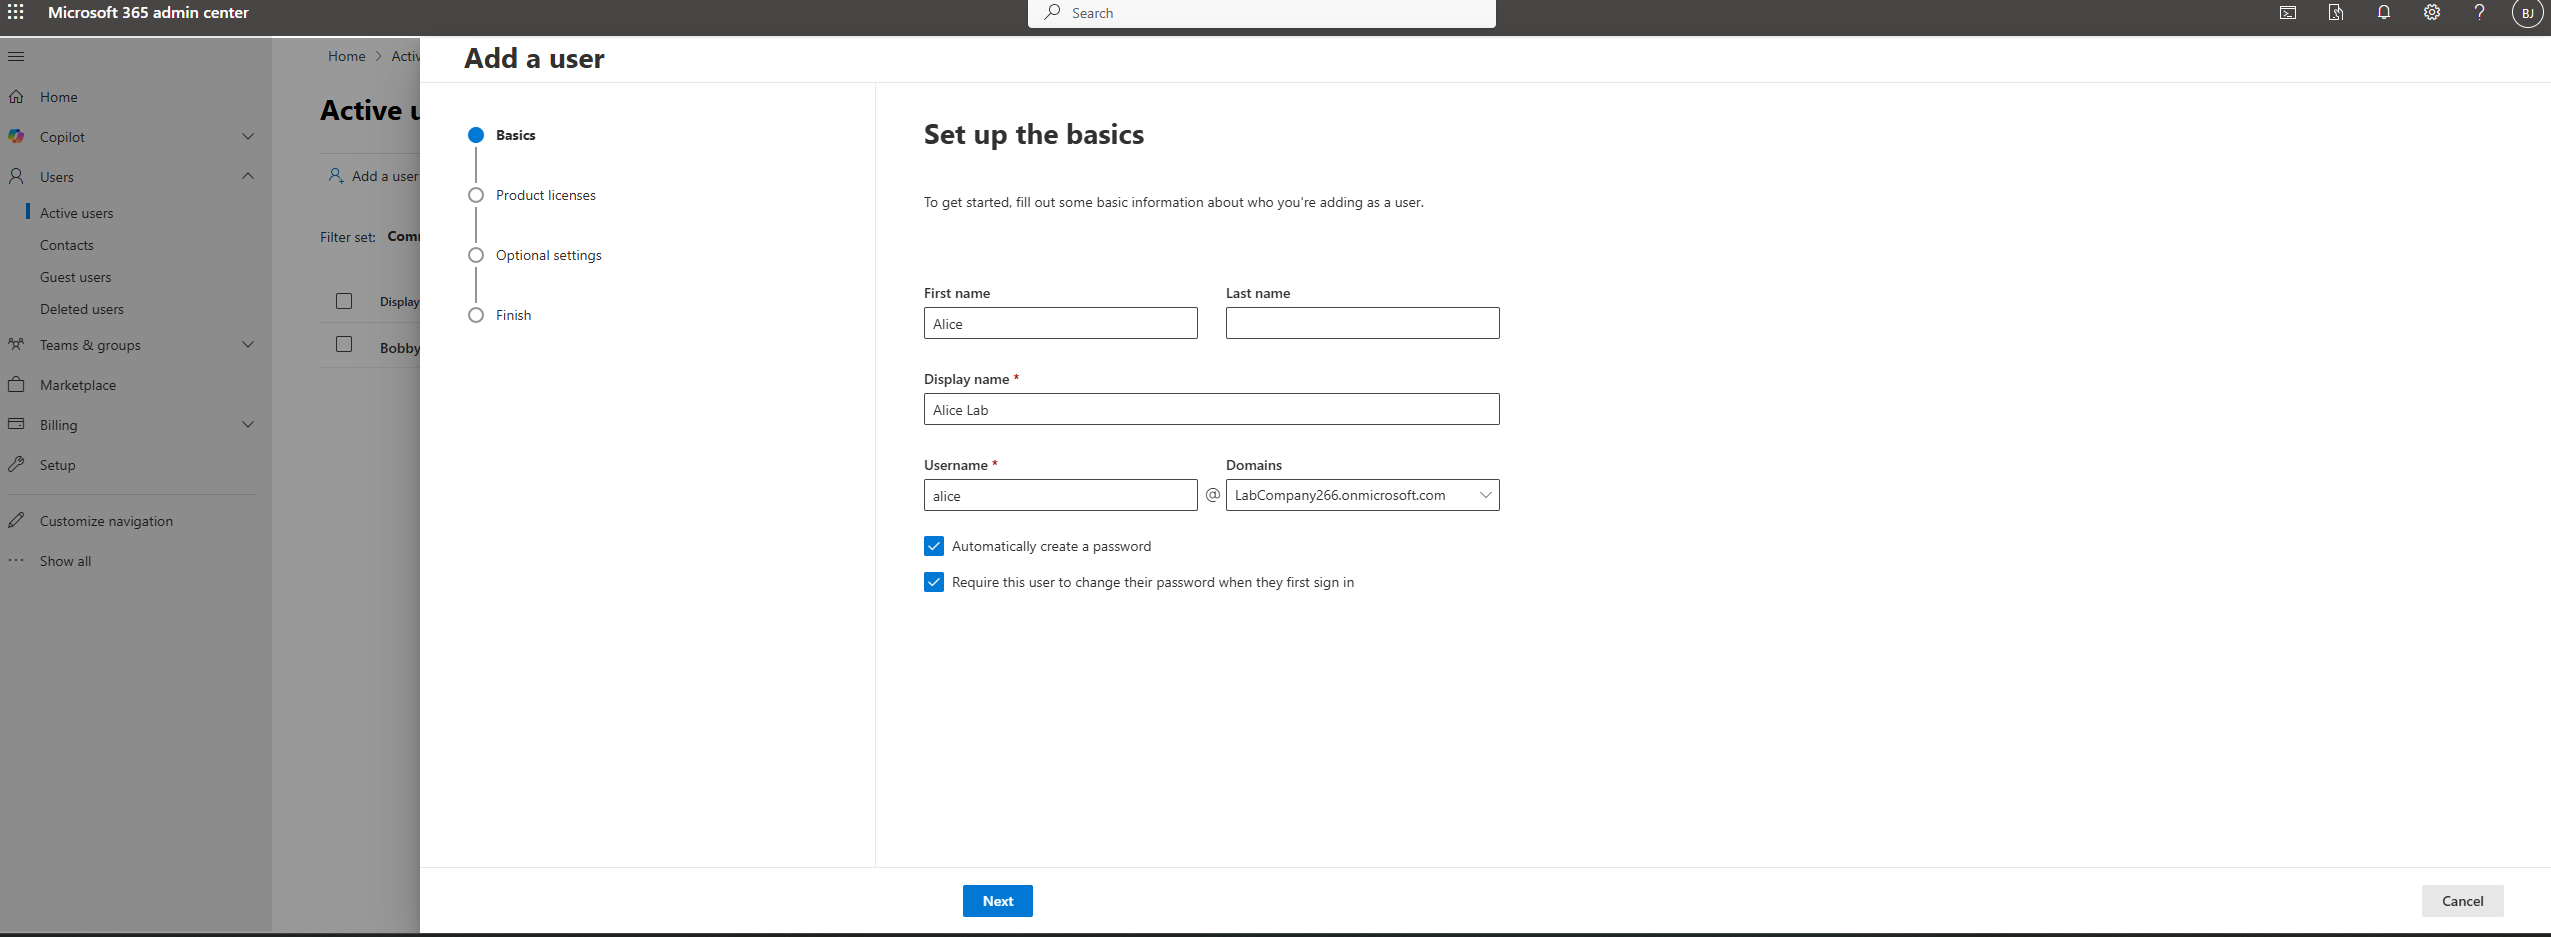 Microsoft 365 admin center
Search
BJ
Home
Copilot
Users
Active users
Contacts
Guest users
Deleted users
Teams & groups
Marketplace
Billing
Setup
Customize navigation
Show all
Home > Activ
Active u
Add a user
Filter set: Com
Display
Bobby
Add a user
Basics
Product licenses
Optional settings
Finish
Set up the basics
To get started, fill out some basic information about who you're adding as a user.
First name Last name
Alice
Display name *
Alice Lab
Username * Domains
alice @ LabCompany266.onmicrosoft.com
Automatically create a password
Require this user to change their password when they first sign in
Next Cancel